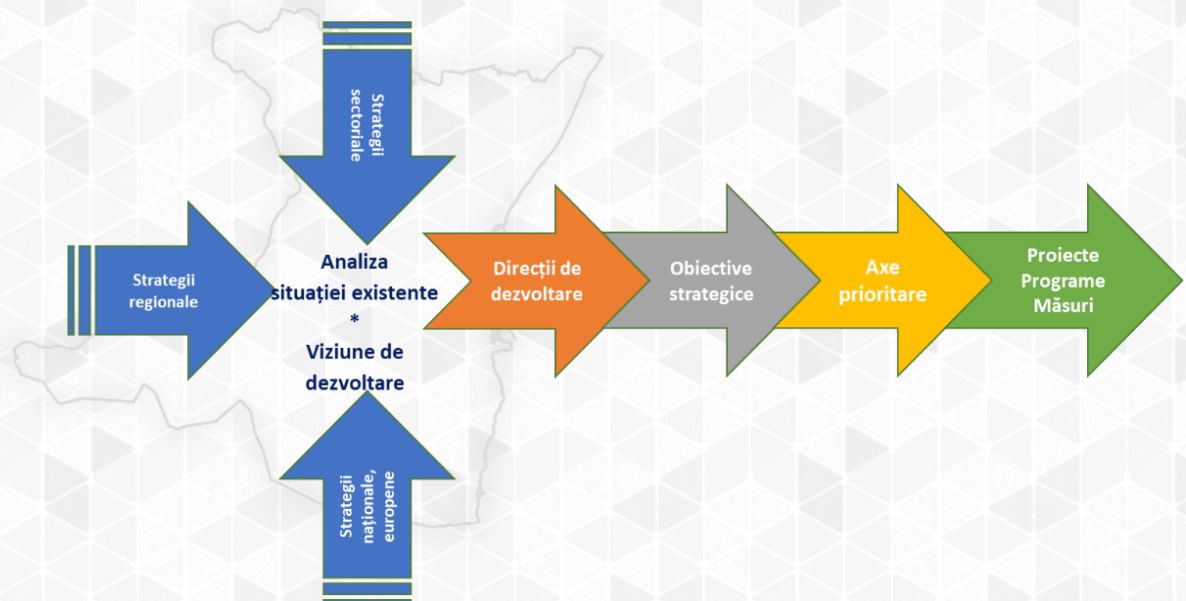 Strategii
sectoriale
Strategii
regionale
Analiza
situației existente
*
Viziune de
dezvoltare
Strategii
naționale,
europene
Direcții de
dezvoltare
Obiective
strategice
Axe
prioritare
Proiecte
Programe
Măsuri